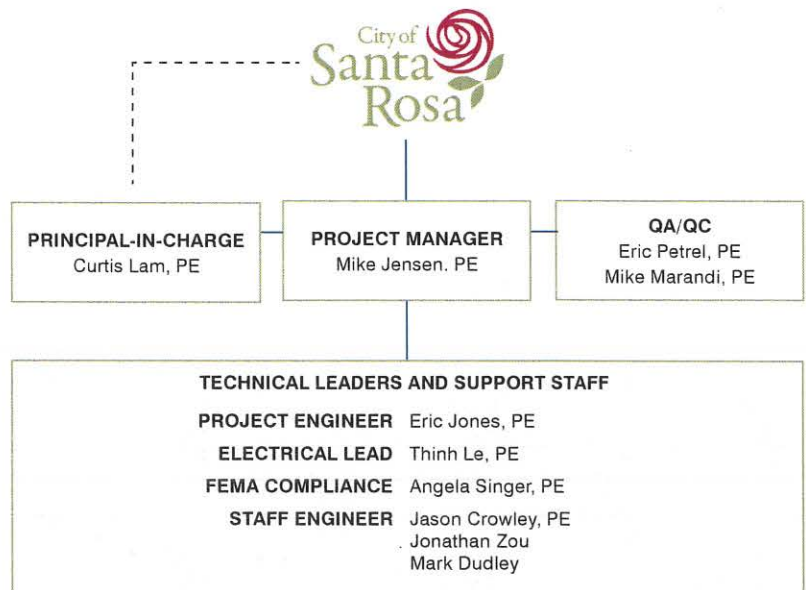 City of
Santa
Rosa
PRINCIPAL-IN-CHARGE
Curtis Lam, PE
PROJECT MANAGER
Mike Jensen. PE
QA/QC
Eric Petrel, PE
Mike Marandi, PE
TECHNICAL LEADERS AND SUPPORT STAFF
PROJECT ENGINEER Eric Jones, PE
ELECTRICAL LEAD Thinh Le, PE
FEMA COMPLIANCE Angela Singer, PE
STAFF ENGINEER Jason Crowley, PE
Jonathan Zou
Mark Dudley